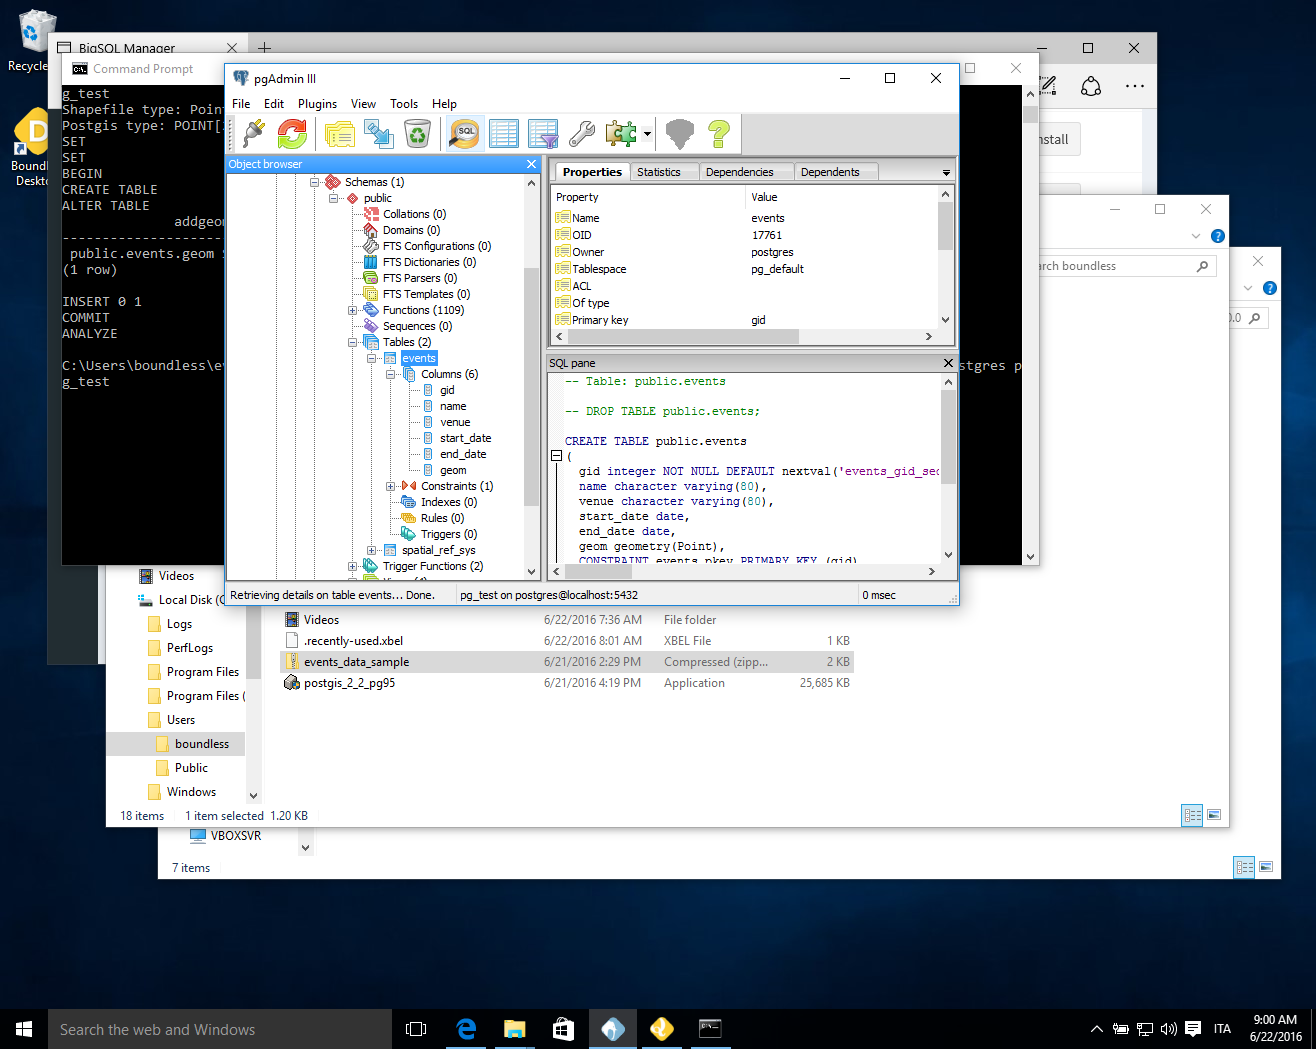 Recycle
Bound
Deskto
BigSQL Manager
Command Prompt
g_test
Shapefile type: Poin
Postgis type: POINT[
SET
SET
BEGIN
CREATE TABLE
ALTER TABLE
addgeo
public.events.geom
(1 row)
INSERT 0 1
COMMIT
ANALYZE
C:\Users\boundless\e
stgres p
g_test
pgAdmin III
File Edit Plugins View Tools Help
SQL
Object browser
Schemas (1)
public
Collations (0)
Domains (0)
FTS Configurations (0)
FTS Dictionaries (0)
FTS Parsers (0)
FTS Templates (0)
Functions (1109)
Sequences (0)
Tables (2)
events
Columns (6)
gid
name
venue
start_date
end_date
geom
Constraints (1)
Indexes (0)
Rules (0)
Triggers (0)
spatial_ref_sys
Trigger Functions (2)
Properties Statistics Dependencies Dependents
Property Value
Name events
OID 17761
Owner postgres
Tablespace pg_default
ACL
Of type
Primary key gid
SQL pane
-- Table: public.events
-- DROP TABLE public.events;
CREATE TABLE public.events
(
gid integer NOT NULL DEFAULT nextval('events_gid_seq
name character varying(80),
venue character varying(80),
start_date date,
end_date date,
geom geometry(Point),
CONSTRAINT events_pkey PRIMARY KEY (gid)
Retrieving details on table events... Done.
pg_test on postgres@localhost:5432
0 msec
nstall
rch boundless
0.0
Videos
Local Disk (C
Logs
PerfLogs
Program Files
Program Files (
Users
boundless
Public
Windows
Videos 6/22/2016 7:36 AM File folder
.recently-used.xbel 6/22/2016 8:01 AM XBEL File 1 KB
events_data_sample 6/21/2016 2:29 PM Compressed (zipp... 2 KB
postgis_2_2_pg95 6/21/2016 4:19 PM Application 25,685 KB
18 items 1 item selected 1.20 KB
VBOXSVR
7 items
Search the web and Windows
ITA
9:00 AM
6/22/2016